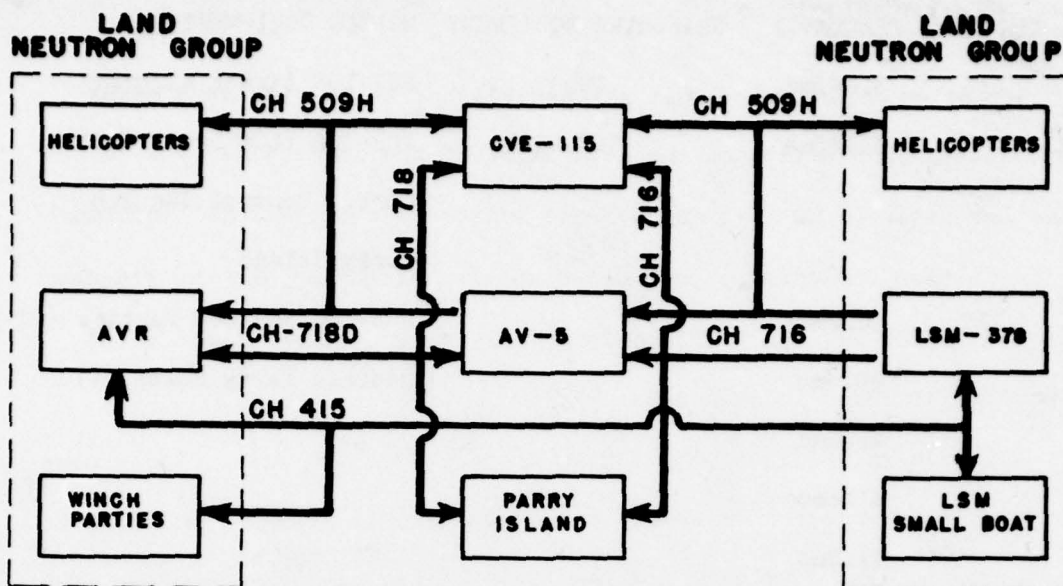 LAND
NEUTRON GROUP
LAND
NEUTRON GROUP
CH 509H
CH 509H
HELICOPTERS
CVE-115
HELICOPTERS
CH 718
CH 716
AVR
CH-718D
AV-5
CH 716
LSM-378
CH 415
WINCH
PARTIES
PARRY
ISLAND
LSM
SMALL BOAT